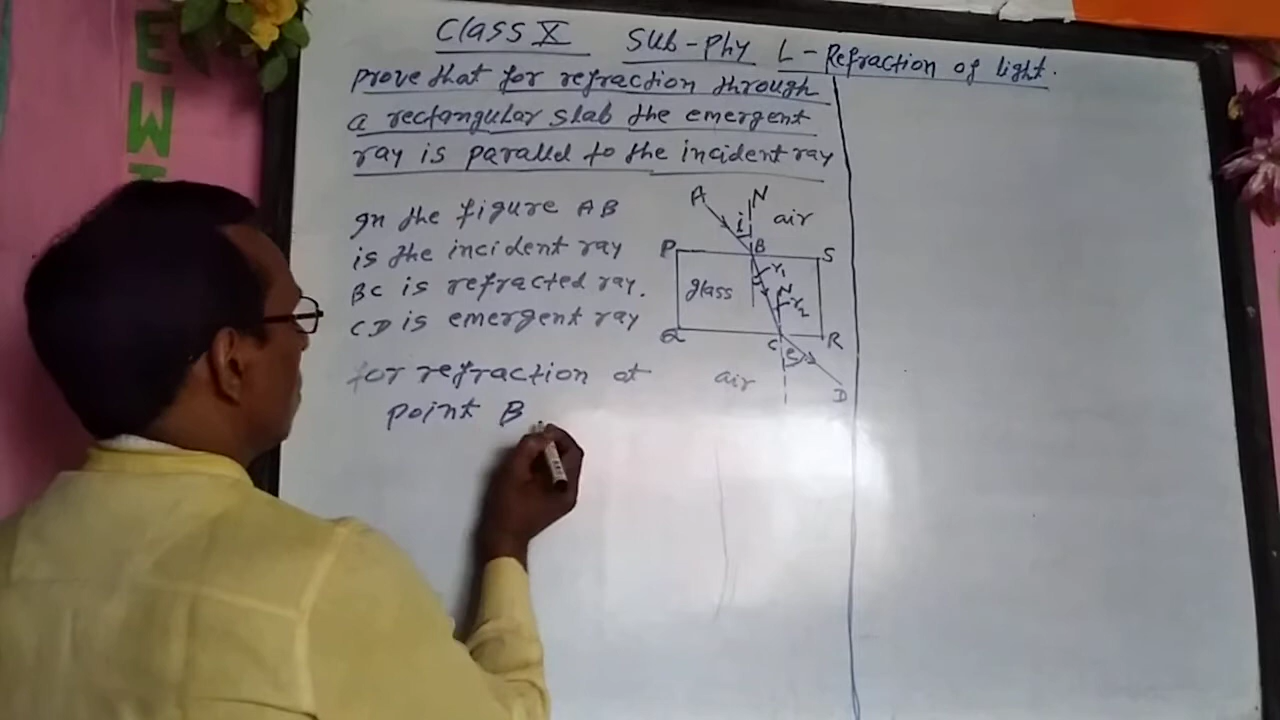 Class X Sub-Phy L-Refraction of light.
prove that for refraction through
a rectangular slab the emergent
ray is parallel to the incident ray
In the figure AB
is the incident ray
BC is refracted ray.
CD is emergent ray
for refraction at
point B
A N
i air
P B S
r1
glass N r2
Q C R
e
air D
E
W